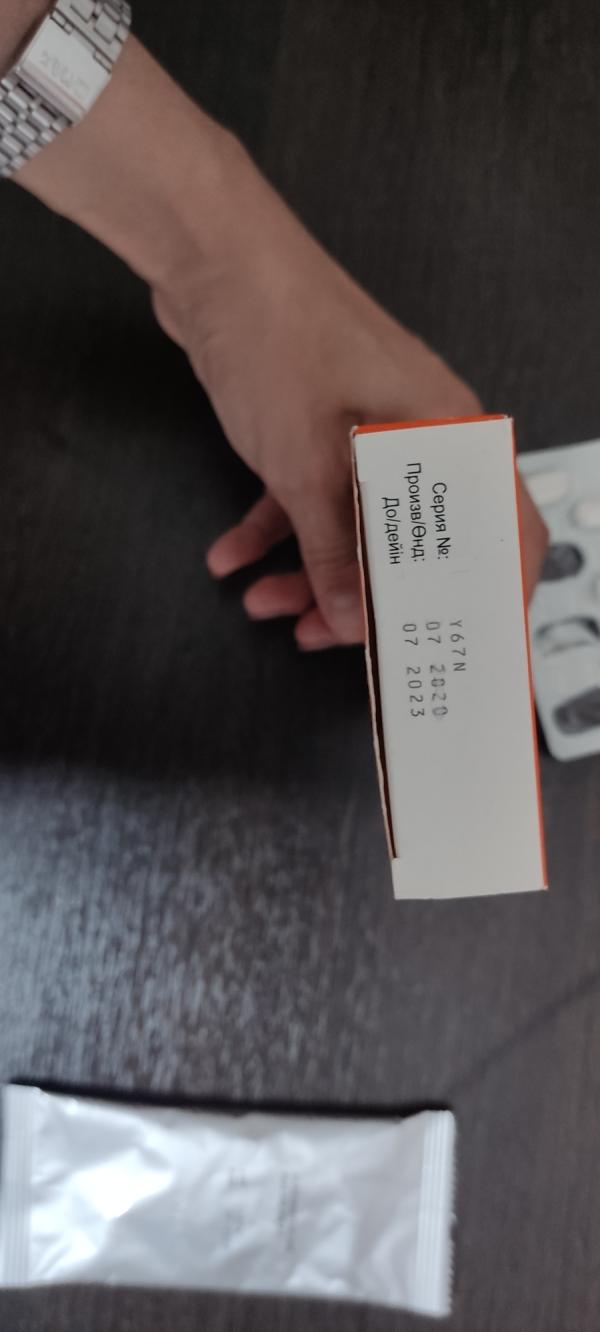 Серия №: Y67N
Произв/Өнд: 07 2020
До/дейін 07 2023